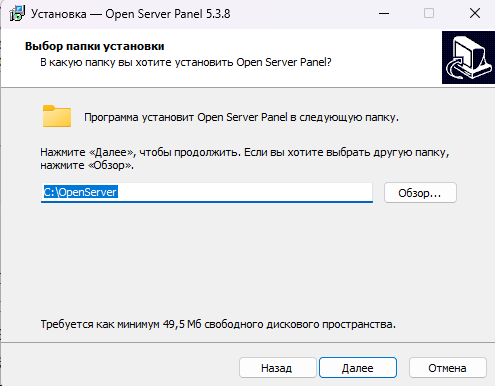 Установка — Open Server Panel 5.3.8
Выбор папки установки
В какую папку вы хотите установить Open Server Panel?
Программа установит Open Server Panel в следующую папку.
Нажмите «Далее», чтобы продолжить. Если вы хотите выбрать другую папку,
нажмите «Обзор».
C:\OpenServer
Обзор...
Требуется как минимум 49,5 Мб свободного дискового пространства.
Назад
Далее
Отмена